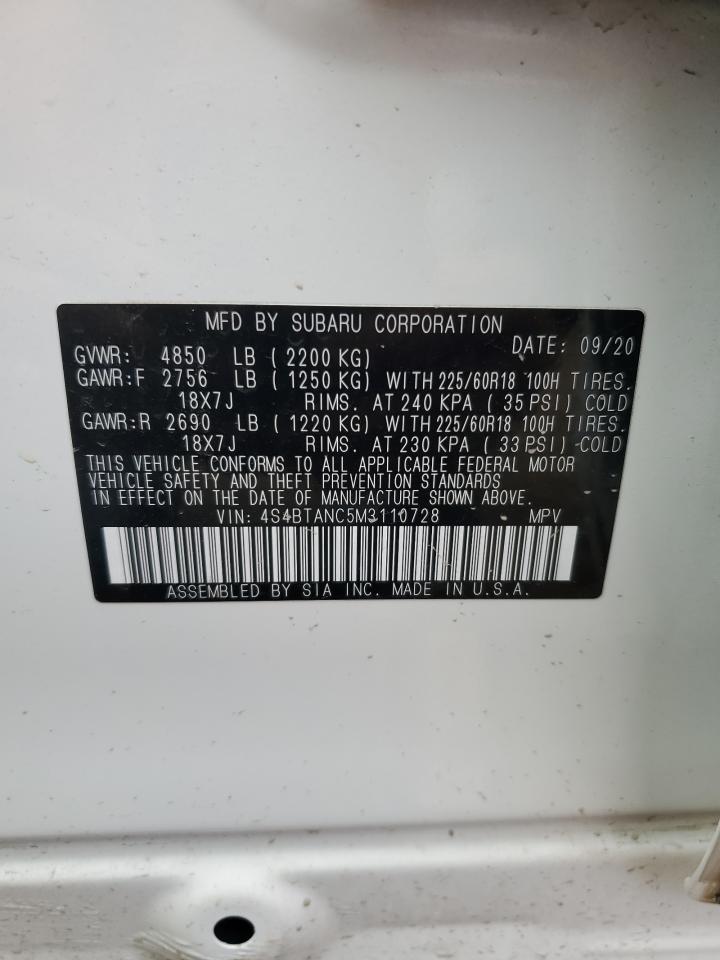 MFD BY SUBARU CORPORATION
DATE: 09/20
GVWR: 4850 LB ( 2200 KG)
GAWR:F 2756 LB ( 1250 KG) WITH 225/60R18 100H TIRES.
18X7J RIMS. AT 240 KPA ( 35 PSI) COLD
GAWR:R 2690 LB ( 1220 KG) WITH 225/60R18 100H TIRES.
18X7J RIMS. AT 230 KPA ( 33 PSI) COLD
THIS VEHICLE CONFORMS TO ALL APPLICABLE FEDERAL MOTOR
VEHICLE SAFETY AND THEFT PREVENTION STANDARDS
IN EFFECT ON THE DATE OF MANUFACTURE SHOWN ABOVE
VIN: 4S4BTANC5M3110728 MPV
ASSEMBLED BY SIA INC. MADE IN U.S.A.